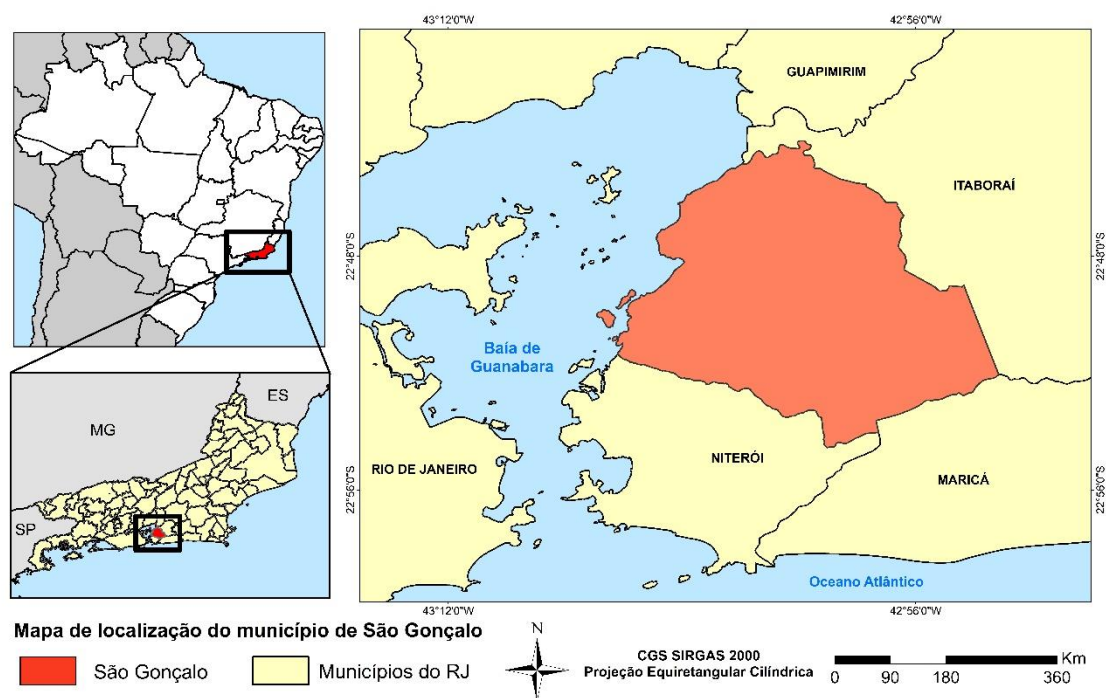 43°12'0"W
42°56'0"W
GUAPIMIRIM
ITABORAÍ
22°48'0"S
22°48'0"S
Baía de
Guanabara
ES
MG
SP
RIO DE JANEIRO
NITERÓI
MARICÁ
22°56'0"S
22°56'0"S
Oceano Atlântico
43°12'0"W
42°56'0"W
Mapa de localização do município de São Gonçalo
São Gonçalo
Municípios do RJ
N
CGS SIRGAS 2000
Projeção Equiretangular Cilíndrica
Km
0 90 180 360